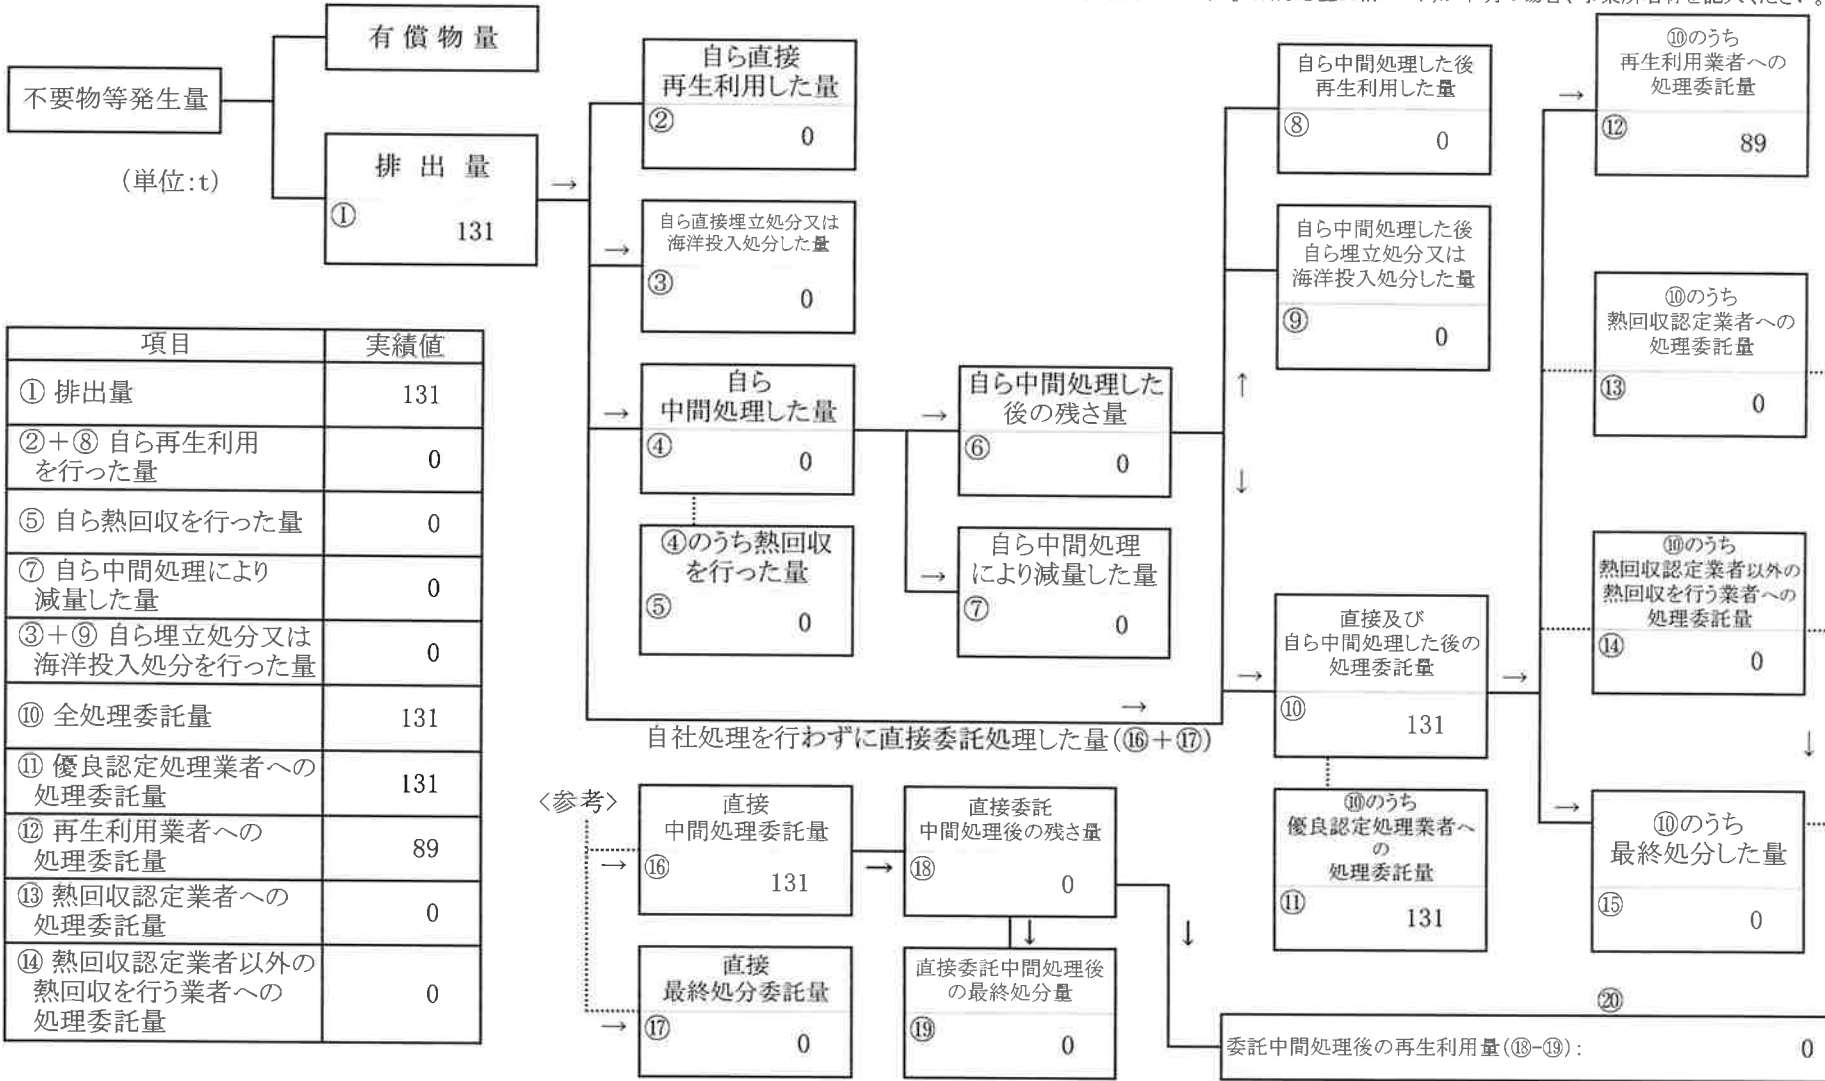 有償物量
不要物等発生量
(単位:t)
排出量
①
131
自ら直接
再生利用した量
②
0
自ら直接埋立処分又は
海洋投入処分した量
③
0
自ら
中間処理した量
④
0
④のうち熱回収
を行った量
⑤
0
自ら中間処理した
後の残さ量
⑥
0
自ら中間処理
により減量した量
⑦
0
自ら中間処理した後
再生利用した量
⑧
0
自ら中間処理した後
自ら埋立処分又は
海洋投入処分した量
⑨
0
直接及び
自ら中間処理した後の
処理委託量
⑩
131
⑩のうち
優良認定処理業者へ
の
処理委託量
⑪
131
⑩のうち
再生利用業者への
処理委託量
⑫
89
⑩のうち
熱回収認定業者への
処理委託量
⑬
0
⑩のうち
熱回収認定業者以外の
熱回収を行う業者への
処理委託量
⑭
0
⑩のうち
最終処分した量
⑮
0
自社処理を行わずに直接委託処理した量(⑯+⑰)
<参考>
直接
中間処理委託量
⑯
131
直接
最終処分委託量
⑰
0
直接委託
中間処理後の残さ量
⑱
0
直接委託中間処理後
の最終処分量
⑲
0
⑳
委託中間処理後の再生利用量(⑱-⑲): 0
項目 実績値
① 排出量 131
②+⑧ 自ら再生利用
を行った量 0
⑤ 自ら熱回収を行った量 0
⑦ 自ら中間処理により
減量した量 0
③+⑨ 自ら埋立処分又は
海洋投入処分を行った量 0
⑩ 全処理委託量 131
⑪ 優良認定処理業者への
処理委託量 131
⑫ 再生利用業者への
処理委託量 89
⑬ 熱回収認定業者への
処理委託量 0
⑭ 熱回収認定業者以外の
熱回収を行う業者への
処理委託量 0